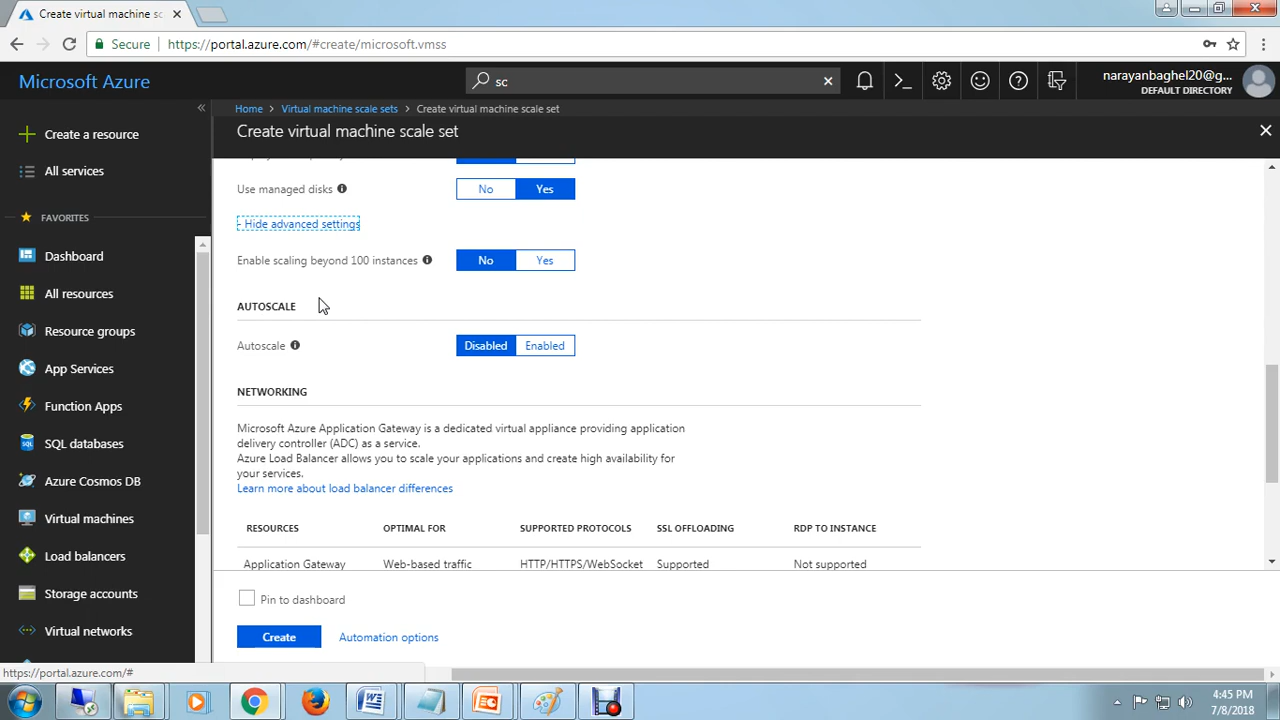 Create virtual machine sc
Secure
https://portal.azure.com/#create/microsoft.vmss
Microsoft Azure
sc
narayanbaghel20@g...
DEFAULT DIRECTORY
Home > Virtual machine scale sets > Create virtual machine scale set
Create virtual machine scale set
Create a resource
All services
FAVORITES
Dashboard
All resources
Resource groups
App Services
Function Apps
SQL databases
Azure Cosmos DB
Virtual machines
Load balancers
Storage accounts
Virtual networks
Use managed disks
No Yes
- Hide advanced settings
Enable scaling beyond 100 instances
No Yes
AUTOSCALE
Autoscale
Disabled Enabled
NETWORKING
Microsoft Azure Application Gateway is a dedicated virtual appliance providing application
delivery controller (ADC) as a service.
Azure Load Balancer allows you to scale your applications and create high availability for
your services.
Learn more about load balancer differences
RESOURCES OPTIMAL FOR SUPPORTED PROTOCOLS SSL OFFLOADING RDP TO INSTANCE
Application Gateway Web-based traffic HTTP/HTTPS/WebSocket Supported Not supported
Pin to dashboard
Create Automation options
https://portal.azure.com/#
4:45 PM
7/8/2018